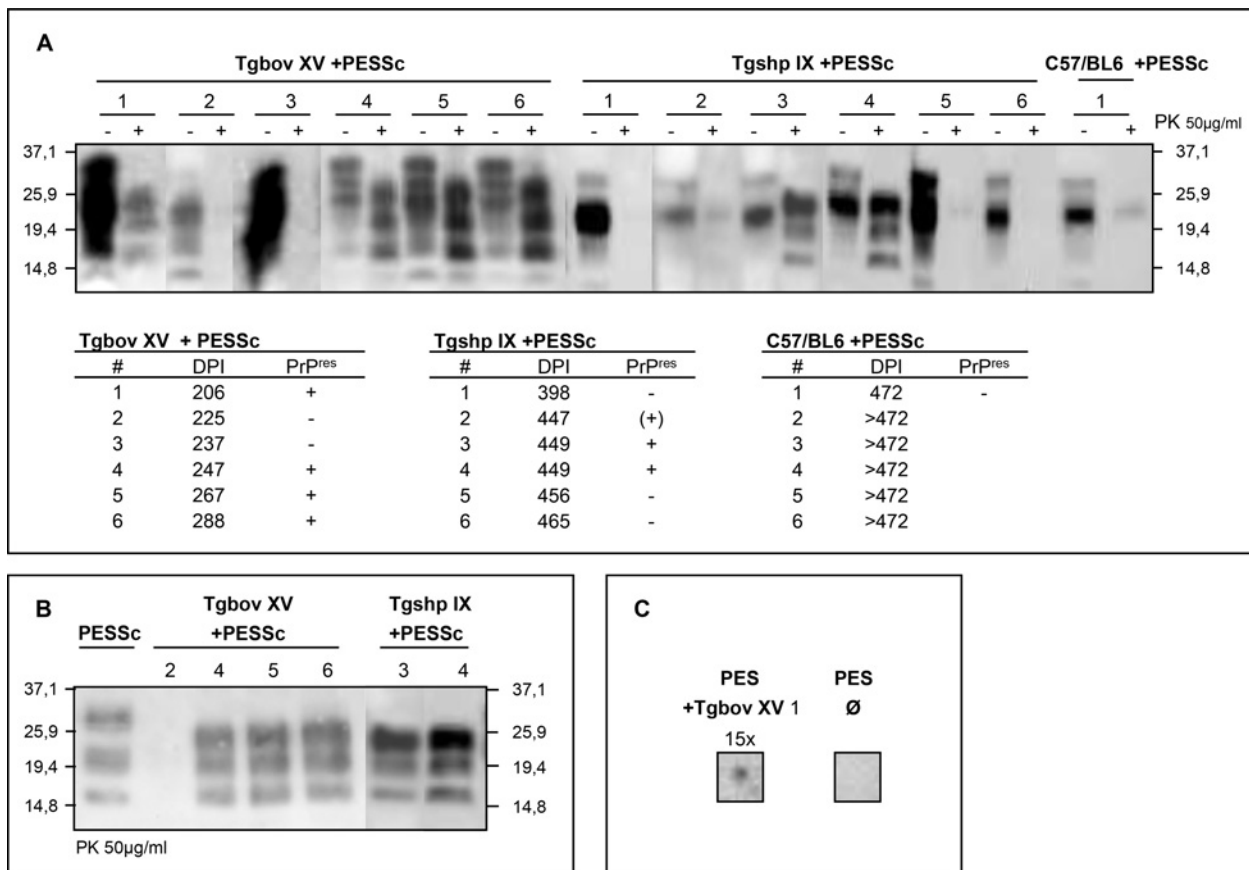 A
Tgbov XV +PESSc Tgshp IX +PESSc C57/BL6 +PESSc
1 2 3 4 5 6 1 2 3 4 5 6 1
- + - + - + - + - + - + - + - + - + - + - + - + - + PK 50µg/ml
37,1 37,1
25,9 25,9
19,4 19,4
14,8 14,8
Tgbov XV + PESSc Tgshp IX +PESSc C57/BL6 +PESSc
# DPI PrPres # DPI PrPres # DPI PrPres
1 206 + 1 398 - 1 472 -
2 225 - 2 447 (+) 2 >472
3 237 - 3 449 + 3 >472
4 247 + 4 449 + 4 >472
5 267 + 5 456 - 5 >472
6 288 + 6 465 - 6 >472
B
Tgbov XV Tgshp IX
PESSc +PESSc +PESSc
2 4 5 6 3 4
37,1 37,1
25,9 25,9
19,4 19,4
14,8 14,8
PK 50µg/ml
C
PES PES
+Tgbov XV 1 Ø
15x